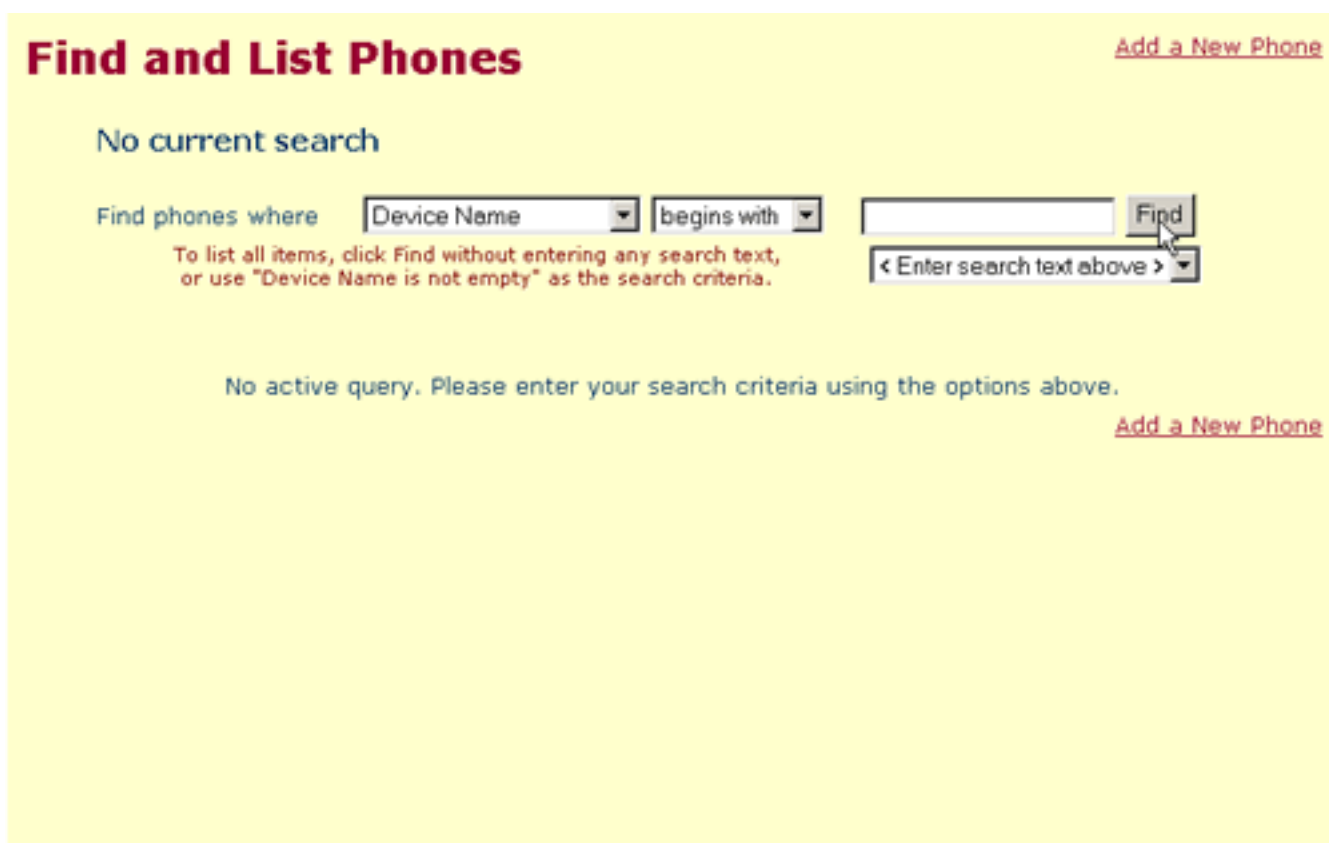 Find and List Phones
Add a New Phone
No current search
Find phones where Device Name begins with Find
To list all items, click Find without entering any search text,
or use "Device Name is not empty" as the search criteria.
< Enter search text above >
No active query. Please enter your search criteria using the options above.
Add a New Phone